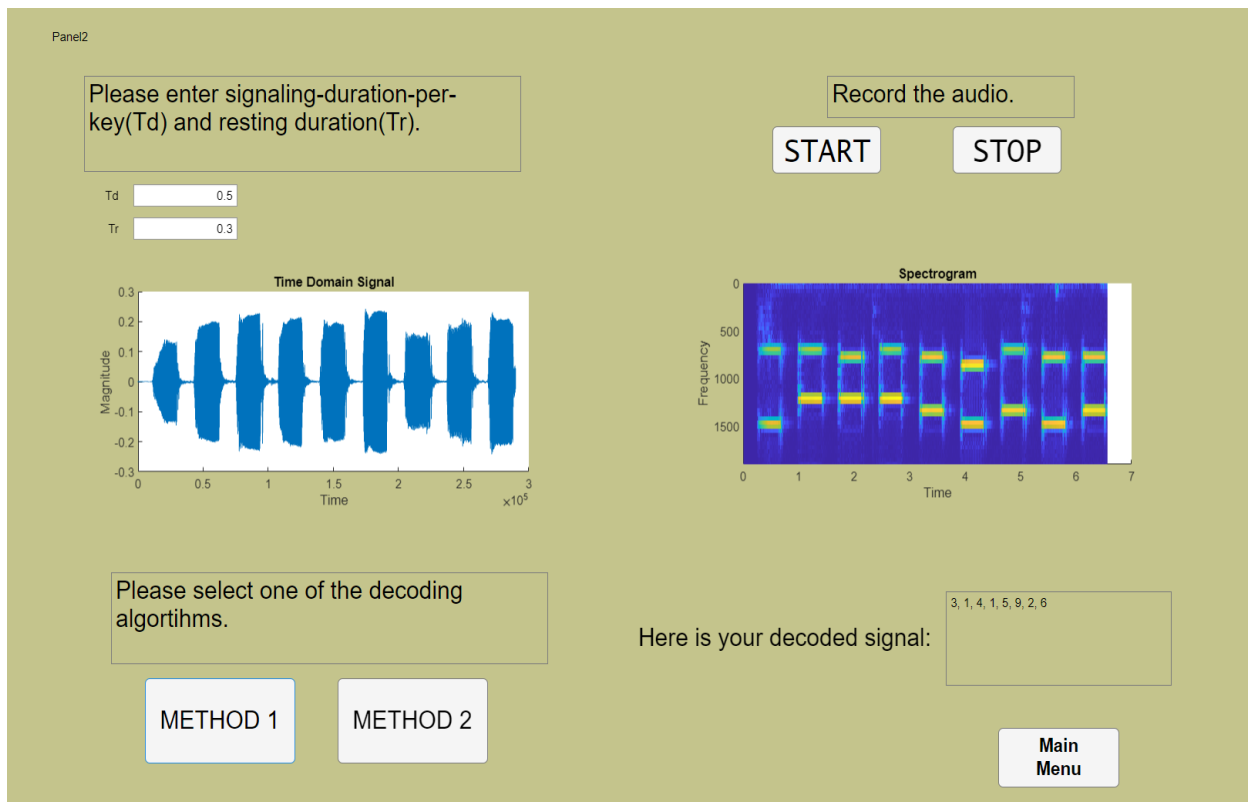 Panel2
Please enter signaling-duration-per-
key(Td) and resting duration(Tr).
Td
0.5
Tr
0.3
Record the audio.
START
STOP
Time Domain Signal
0.3
0.2
0.1
0
-0.1
-0.2
-0.3
Magnitude
0
0.5
1
1.5
2
2.5
3
Time
×10⁵
Spectrogram
0
500
1000
1500
Frequency
0
1
2
3
4
5
6
7
Time
Please select one of the decoding
algortihms.
METHOD 1
METHOD 2
Here is your decoded signal:
3, 1, 4, 1, 5, 9, 2, 6
Main
Menu